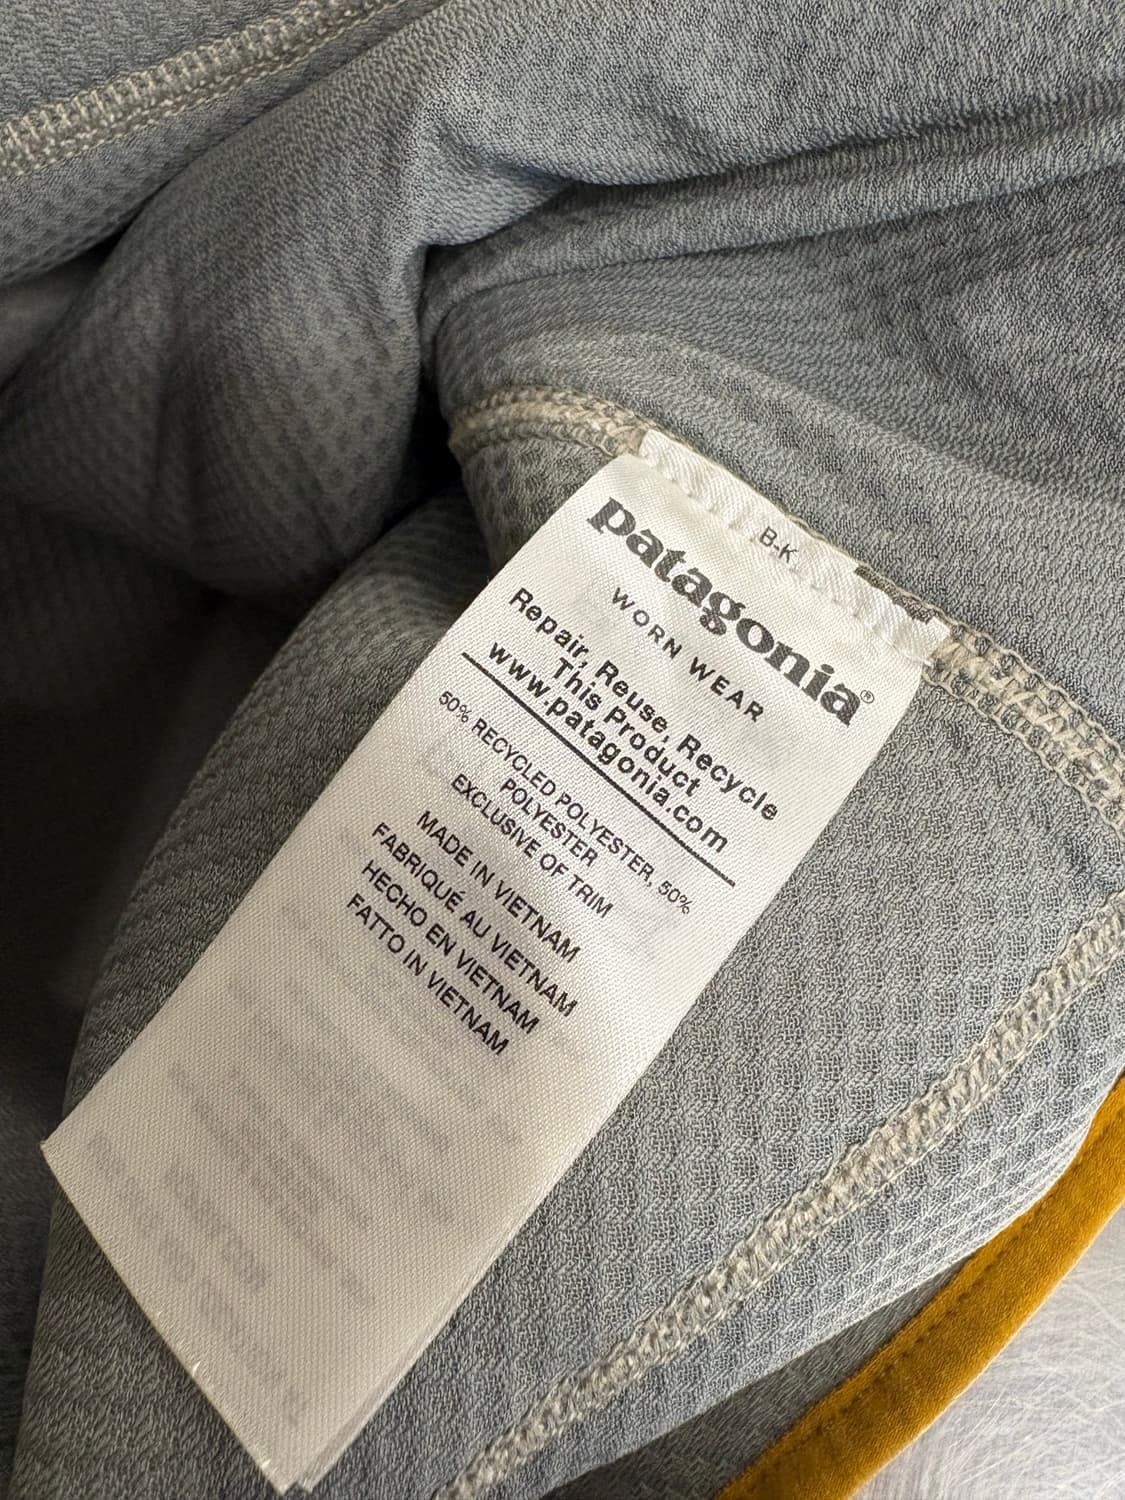 B-K
patagonia®
WORN WEAR
Repair, Reuse, Recycle
This Product
www.patagonia.com
50% RECYCLED POLYESTER, 50%
POLYESTER
EXCLUSIVE OF TRIM
MADE IN VIETNAM
FABRIQUÉ AU VIETNAM
HECHO EN VIETNAM
FATTO IN VIETNAM